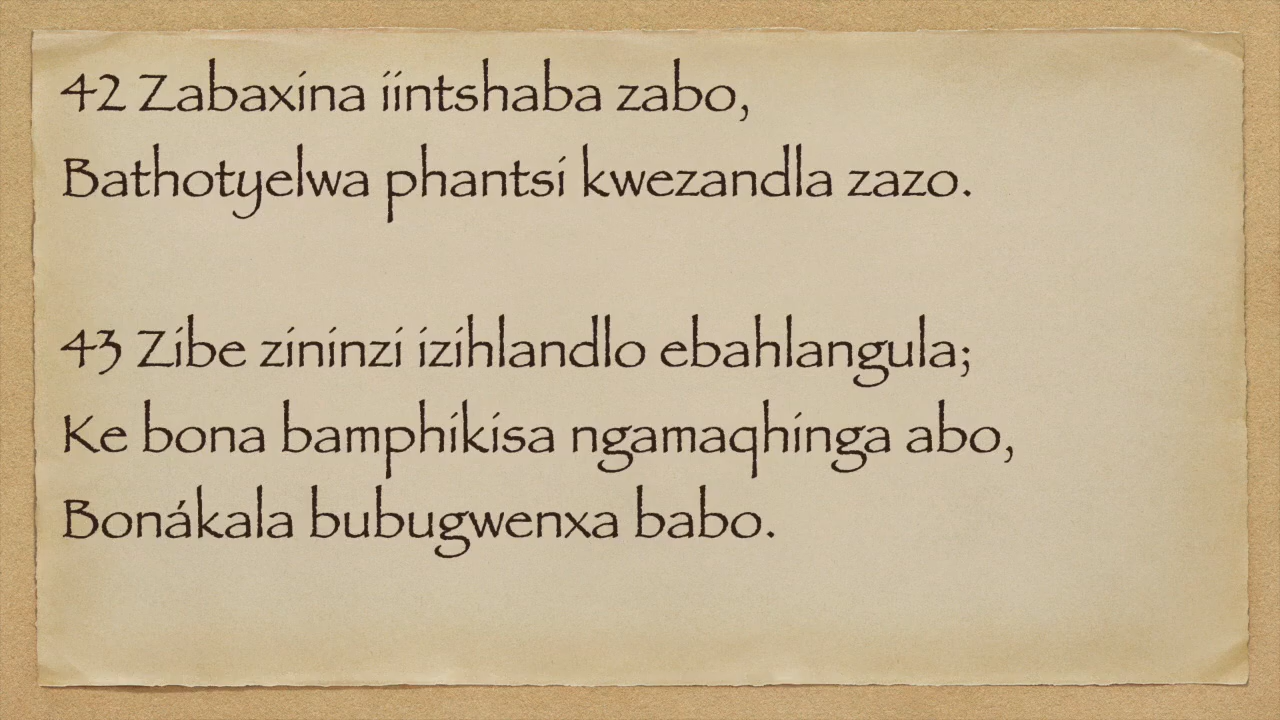 42 Zabaxina iintshaba zabo,
Bathotyelwa phantsi kwezandla zazo.
43 Zibe zininzi izihlandlo ebahlangula;
Ke bona bamphikisa ngamaqhinga abo,
Bonákala bubugwenxa babo.